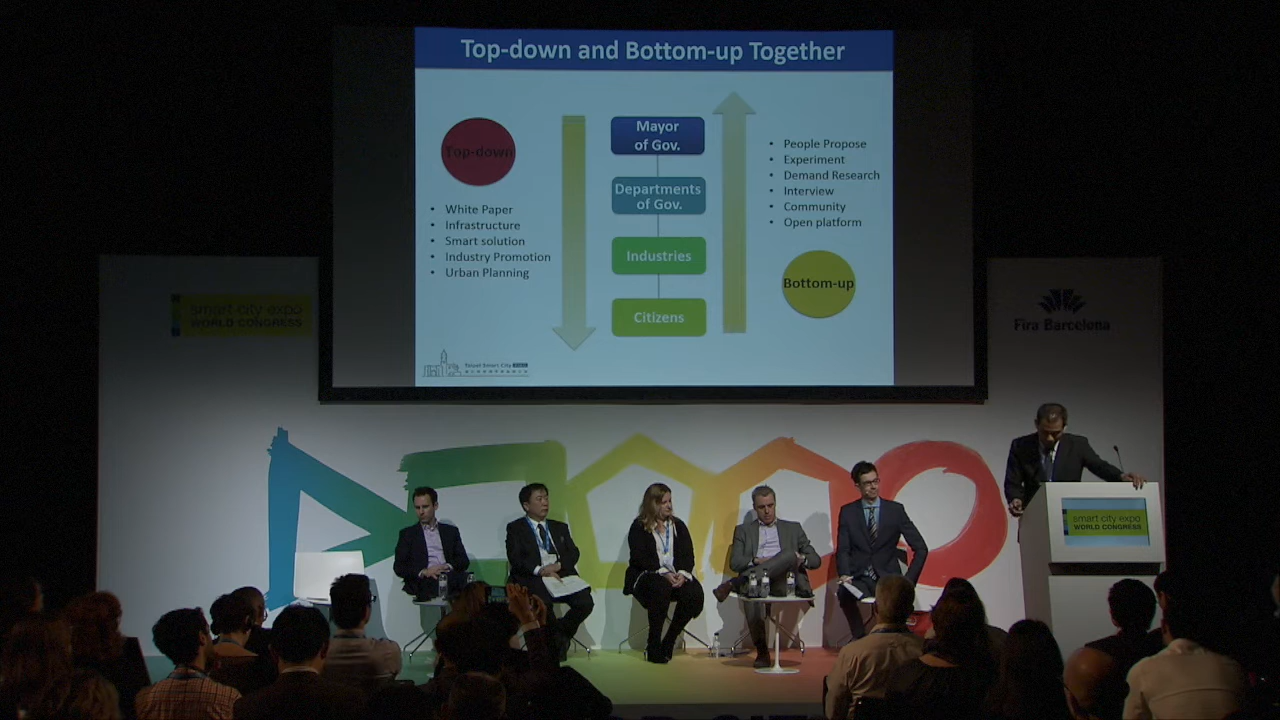 Top-down and Bottom-up Together
Top-down
• White Paper
• Infrastructure
• Smart solution
• Industry Promotion
• Urban Planning
Mayor
of Gov.
Departments
of Gov.
Industries
Citizens
• People Propose
• Experiment
• Demand Research
• Interview
• Community
• Open platform
Bottom-up
Taipei Smart City
smart city expo
WORLD CONGRESS
Fira Barcelona
smart city expo
WORLD CONGRESS